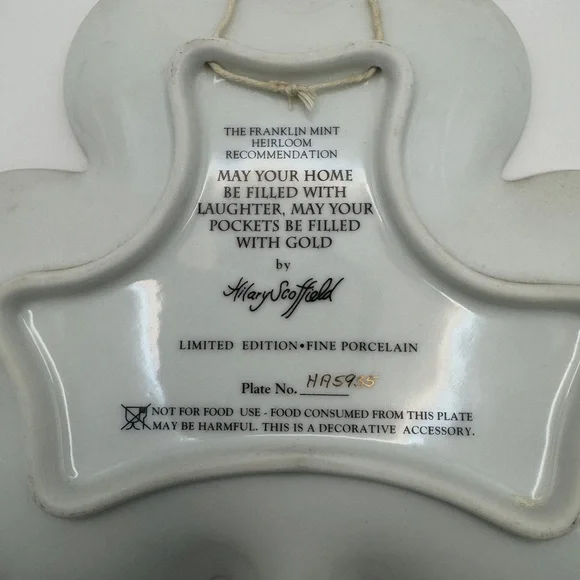 THE FRANKLIN MINT
HEIRLOOM
RECOMMENDATION
MAY YOUR HOME
BE FILLED WITH
LAUGHTER, MAY YOUR
POCKETS BE FILLED
WITH GOLD
by
Hilary Scoffield
LIMITED EDITION•FINE PORCELAIN
Plate No. HA5955
NOT FOR FOOD USE - FOOD CONSUMED FROM THIS PLATE
MAY BE HARMFUL. THIS IS A DECORATIVE ACCESSORY.